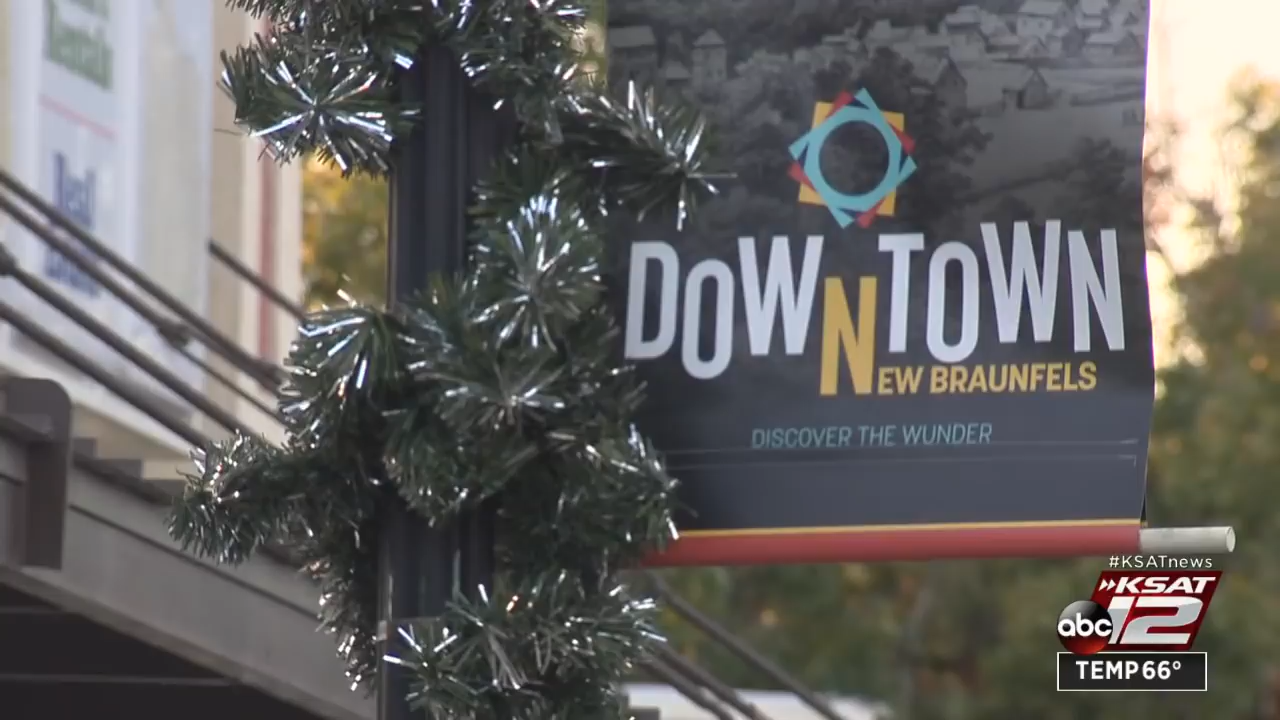 DOWNTOWN
NEW BRAUNFELS
DISCOVER THE WUNDER
#KSATnews
KSAT
abc 12
TEMP 66°